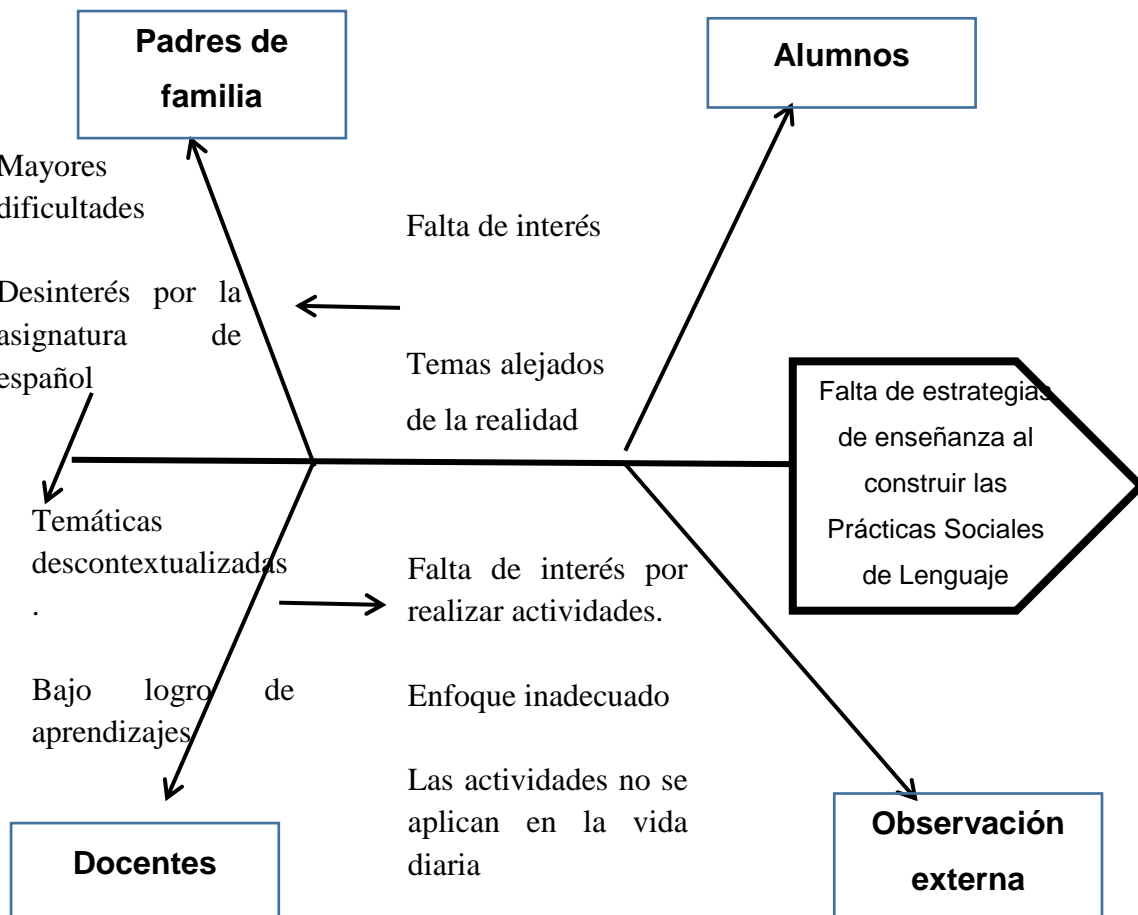 Padres de
familia
Alumnos
Mayores
dificultades
Desinterés por la
asignatura de
español
Falta de interés
Temas alejados
de la realidad
Falta de estrategias
de enseñanza al
construir las
Prácticas Sociales
de Lenguaje
Temáticas
descontextualizadas
.
Bajo logro de
aprendizajes
Falta de interés por
realizar actividades.
Enfoque inadecuado
Las actividades no se
aplican en la vida
diaria
Docentes
Observación
externa